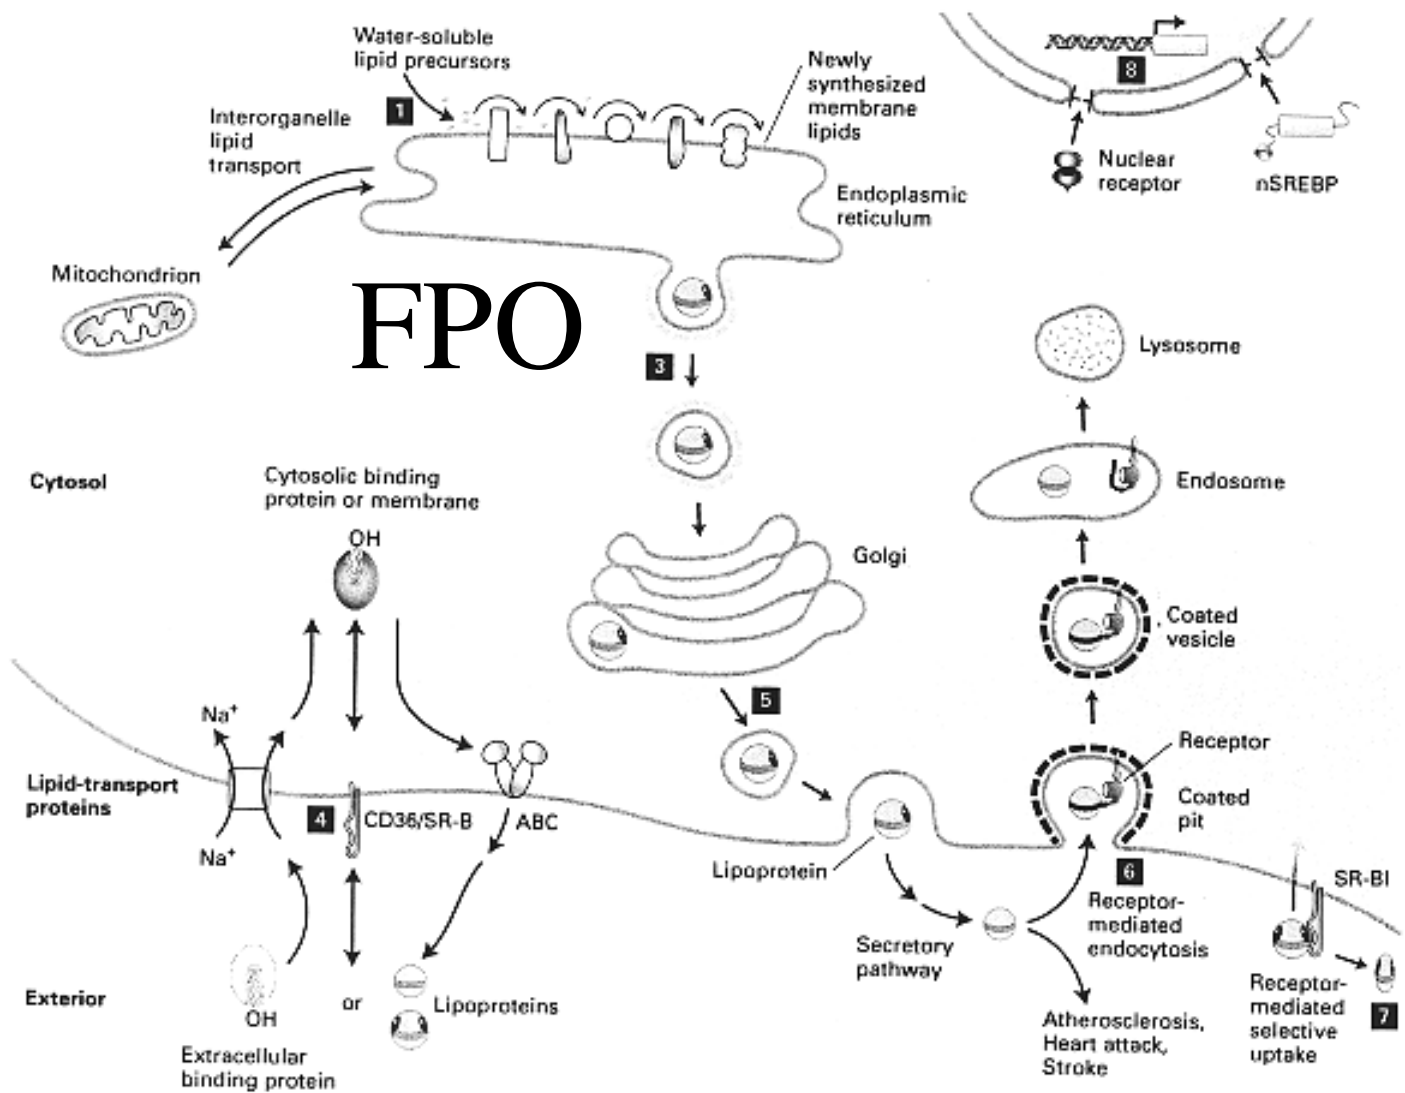 Water-soluble
lipid precursors
1
Newly
synthesized
membrane
lipids
Interorganelle
lipid
transport
Endoplasmic
reticulum
Mitochondrion
FPO
8
Nuclear
receptor
nSREBP
3
Lysosome
Cytosol
Cytosolic binding
protein or membrane
OH
Endosome
Golgi
Coated
vesicle
5
Na+
Receptor
Lipid-transport
proteins
4
CD36/SR-B
ABC
Coated
pit
Na+
Lipoprotein
6
Receptor-
mediated
endocytosis
SR-BI
Secretory
pathway
Exterior
OH
or
Lipoproteins
Extracellular
binding protein
Atherosclerosis,
Heart attack,
Stroke
Receptor-
mediated
selective
uptake
7